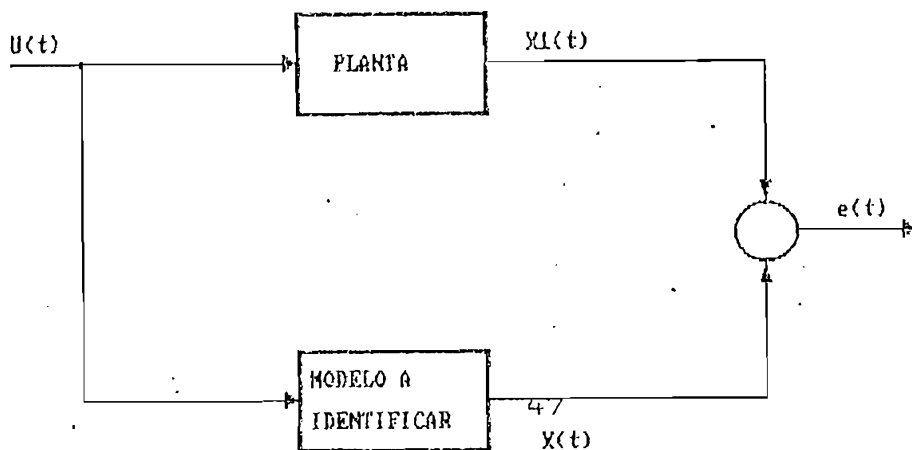 U(t)
PLANTA
X1(t)
e(t)
MODELO A
IDENTIFICAR
47
X(t)